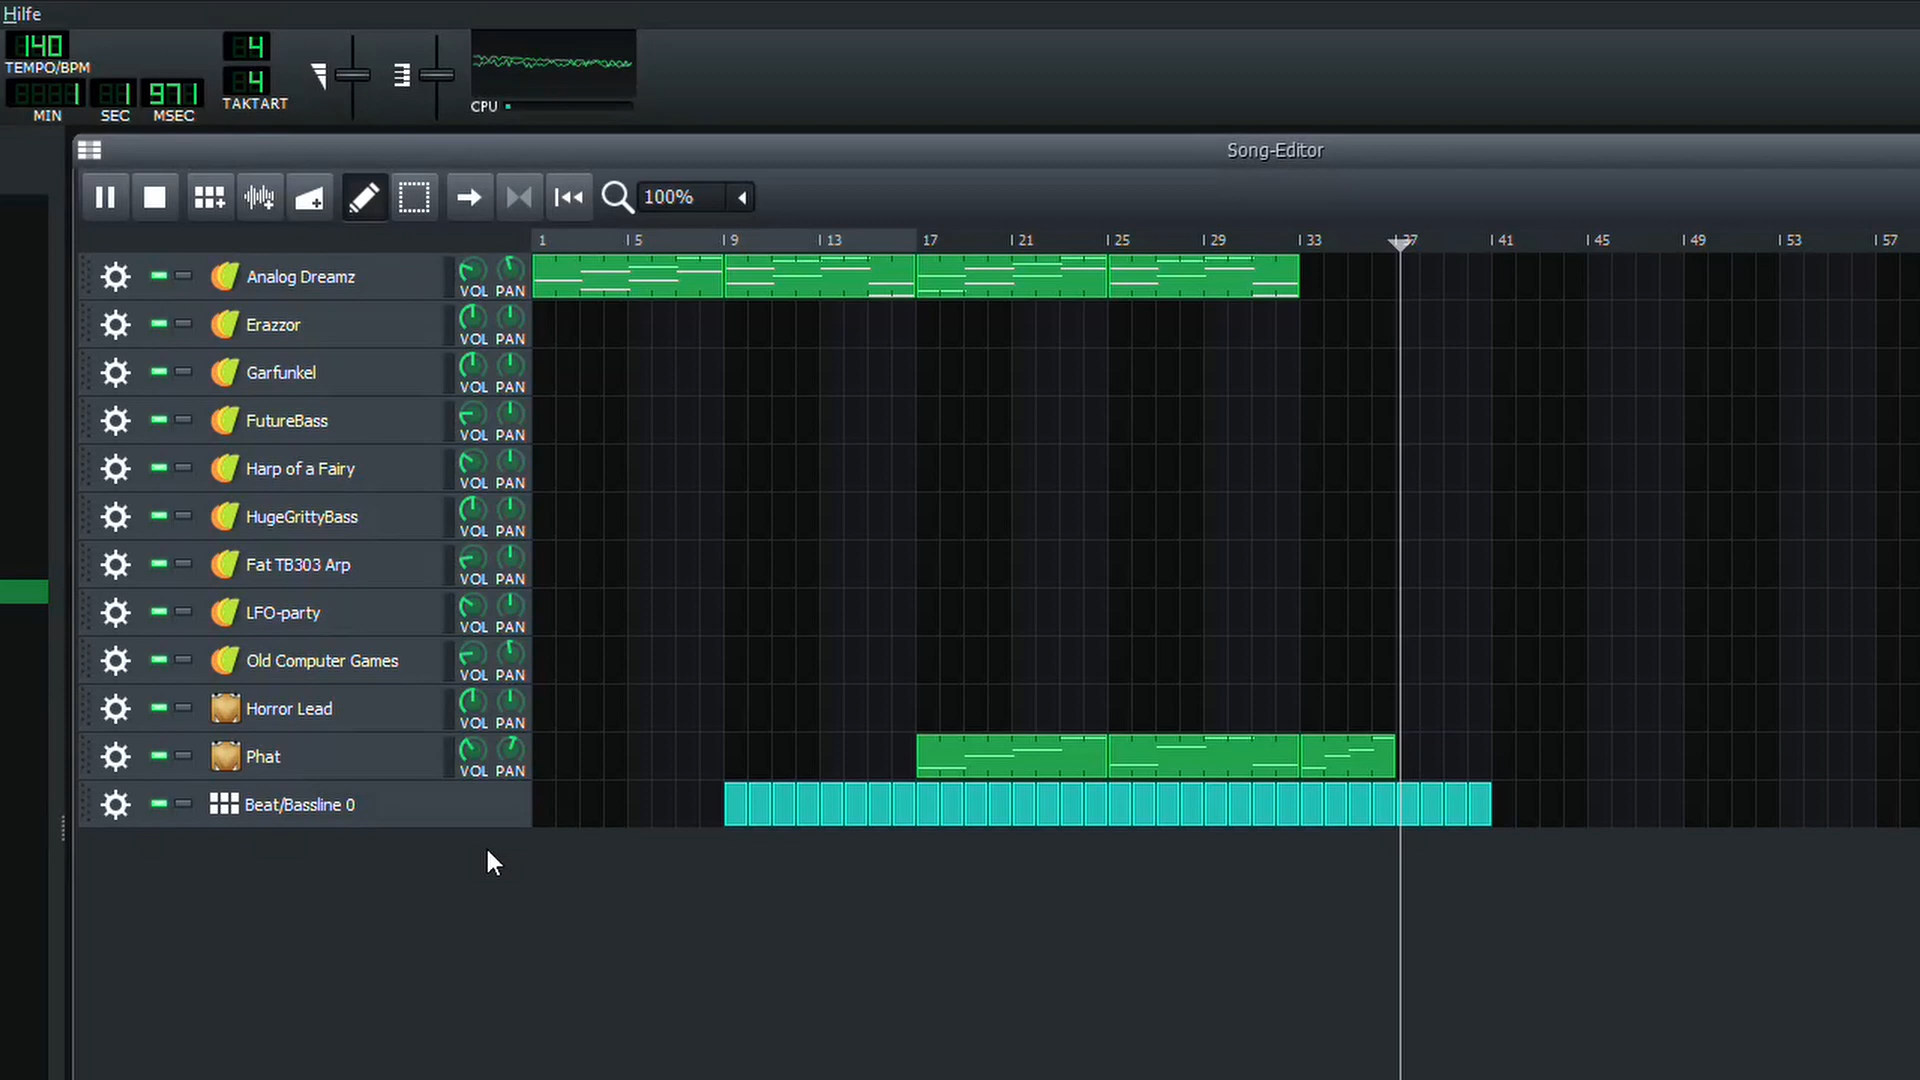 Hilfe
140
TEMPO/BPM
1 1 971
MIN SEC MSEC
4
4
TAKTART
CPU
Song-Editor
100%
1 5 9 13 17 21 25 29 33 37 41 45 49 53 57
Analog Dreamz VOL PAN
Erazzor VOL PAN
Garfunkel VOL PAN
FutureBass VOL PAN
Harp of a Fairy VOL PAN
HugeGrittyBass VOL PAN
Fat TB303 Arp VOL PAN
LFO-party VOL PAN
Old Computer Games VOL PAN
Horror Lead VOL PAN
Phat VOL PAN
Beat/Bassline 0